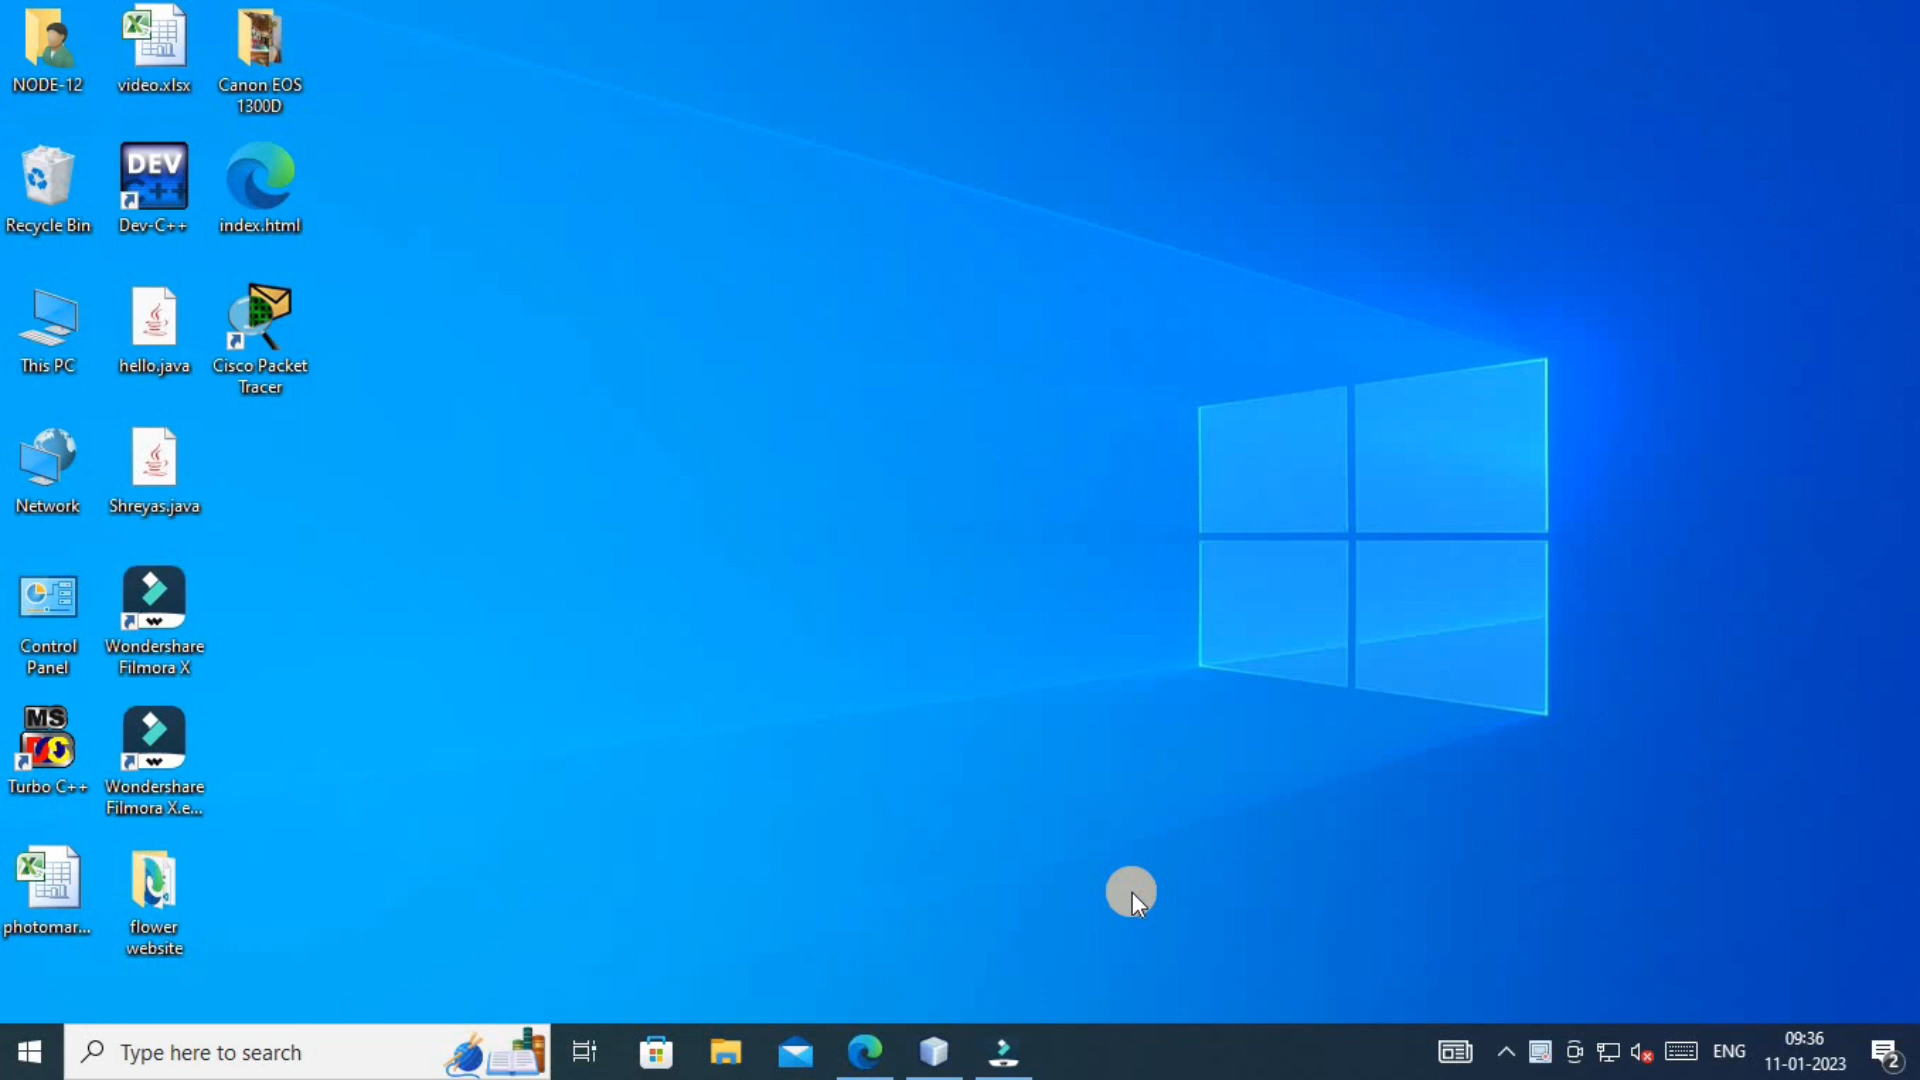 NODE-12
video.xlsx
Canon EOS
1300D
Recycle Bin
DEV
C++
Dev-C++
index.html
This PC
hello.java
Cisco Packet
Tracer
Network
Shreyas.java
Control
Panel
Wondershare
Filmora X
MS
DOS
Turbo C++
Wondershare
Filmora X.e...
photomar...
flower
website
Type here to search
ENG
09:36
11-01-2023
2